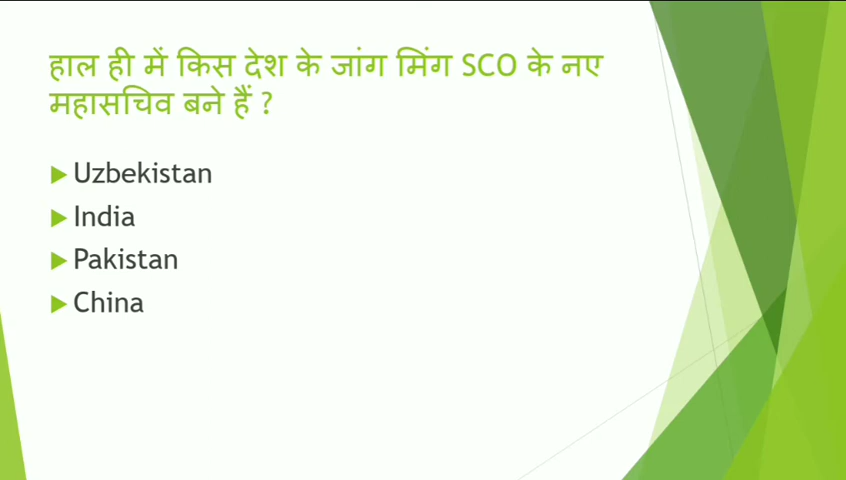 हाल ही में किस देश के जांग मिंग SCO के नए
महासचिव बने हैं ?
Uzbekistan
India
Pakistan
China